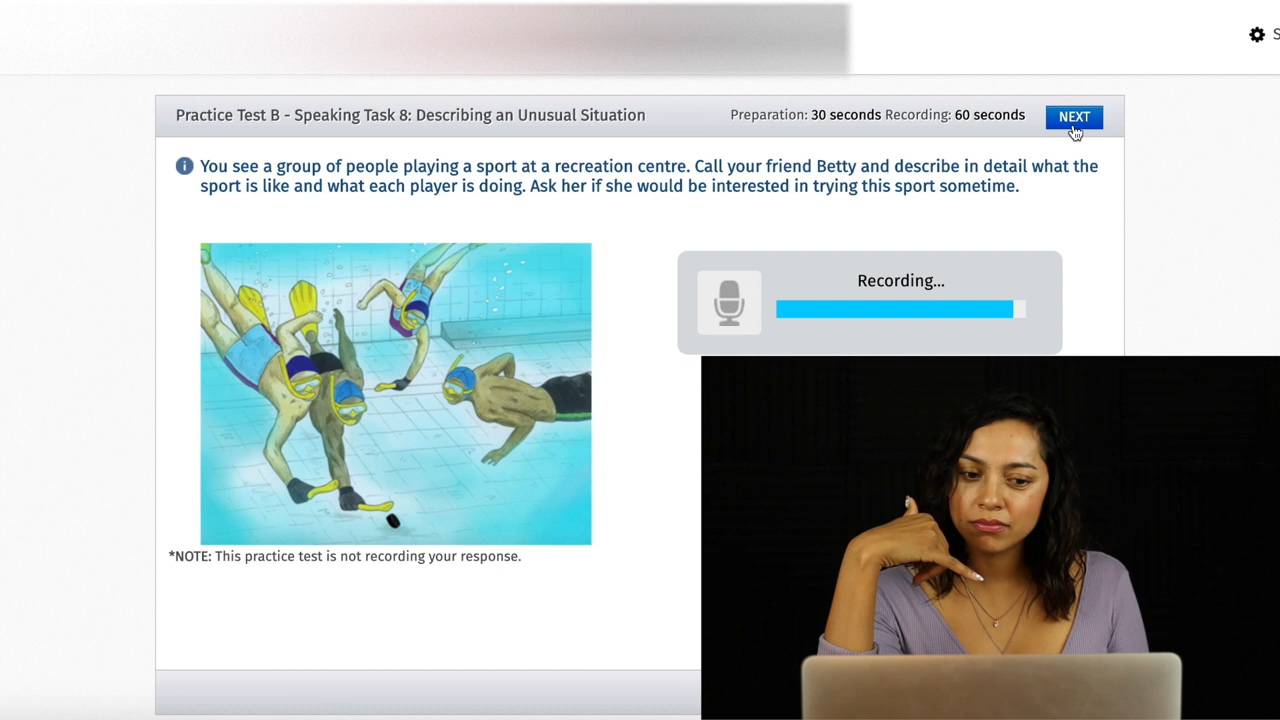 S
Practice Test B - Speaking Task 8: Describing an Unusual Situation
Preparation: 30 seconds Recording: 60 seconds
NEXT
You see a group of people playing a sport at a recreation centre. Call your friend Betty and describe in detail what the
sport is like and what each player is doing. Ask her if she would be interested in trying this sport sometime.
Recording...
*NOTE: This practice test is not recording your response.